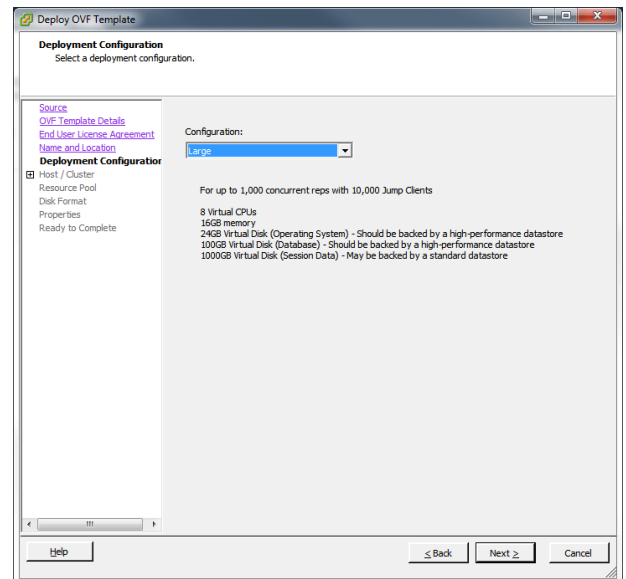 Deploy OVF Template
Deployment Configuration
Select a deployment configuration.
Source
OVF Template Details
End User License Agreement
Name and Location
Deployment Configuration
Host / Cluster
Resource Pool
Disk Format
Properties
Ready to Complete
Configuration:
Large
For up to 1,000 concurrent reps with 10,000 Jump Clients
8 Virtual CPUs
16GB memory
24GB Virtual Disk (Operating System) - Should be backed by a high-performance datastore
100GB Virtual Disk (Database) - Should be backed by a high-performance datastore
1000GB Virtual Disk (Session Data) - May be backed by a standard datastore
Help
≤ Back
Next ≥
Cancel